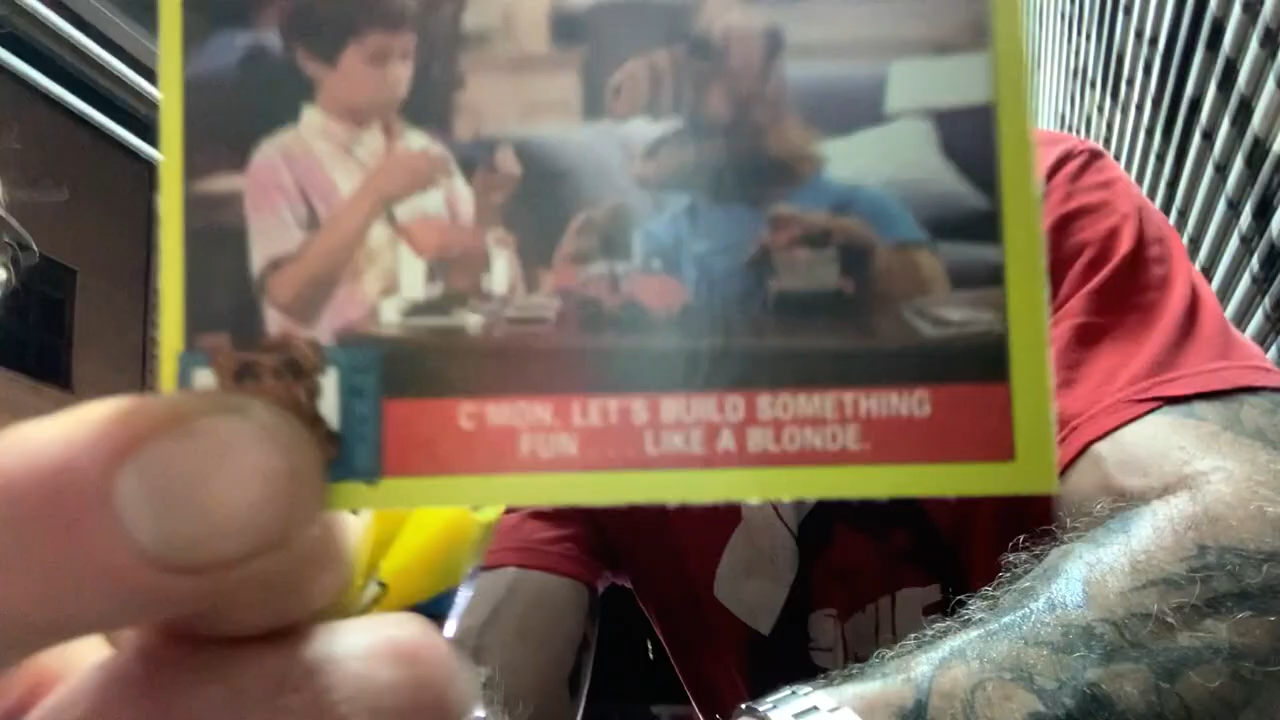 C'MON, LET'S BUILD SOMETHING
FUN . . . LIKE A BLONDE.